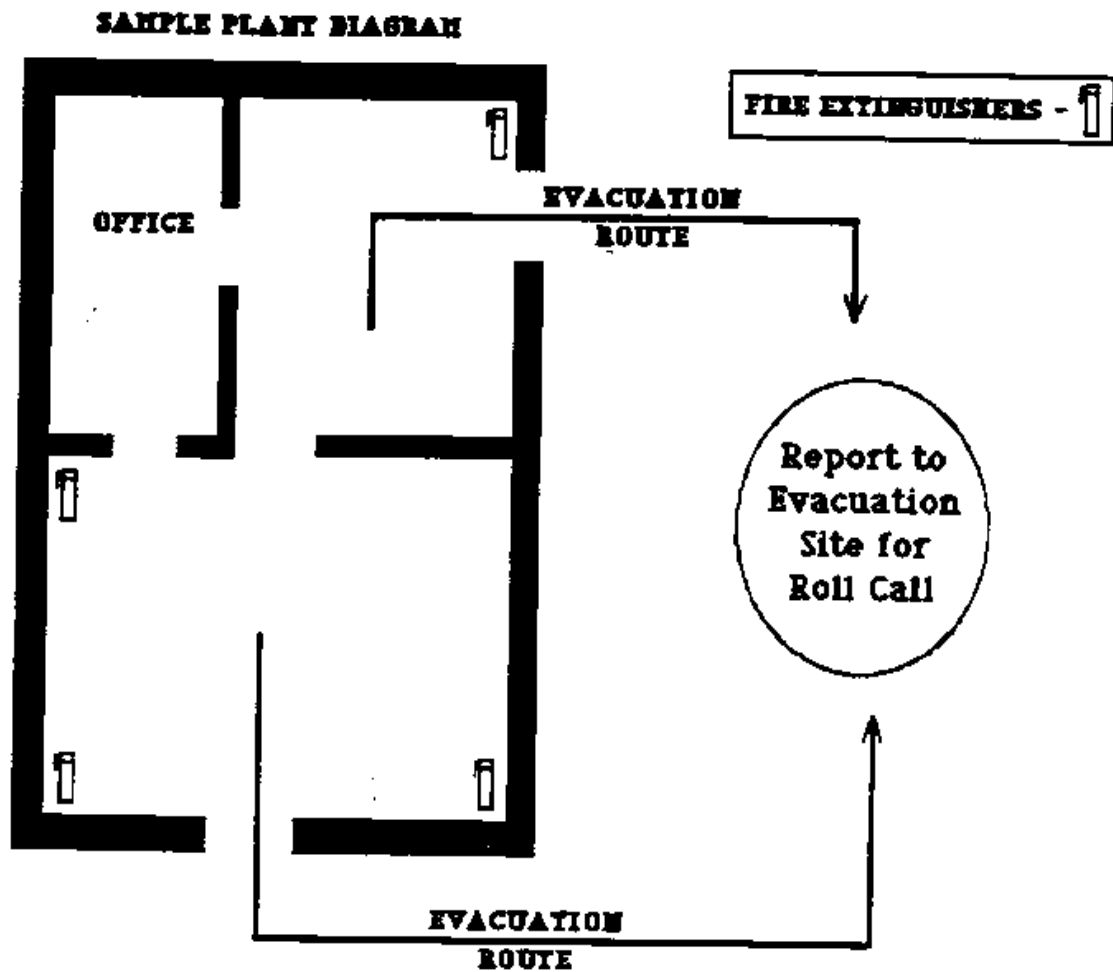 SAMPLE PLANT DIAGRAM
FIRE EXTINGUISHERS -
EVACUATION
ROUTE
OFFICE
Report to
Evacuation
Site for
Roll Call
EVACUATION
ROUTE